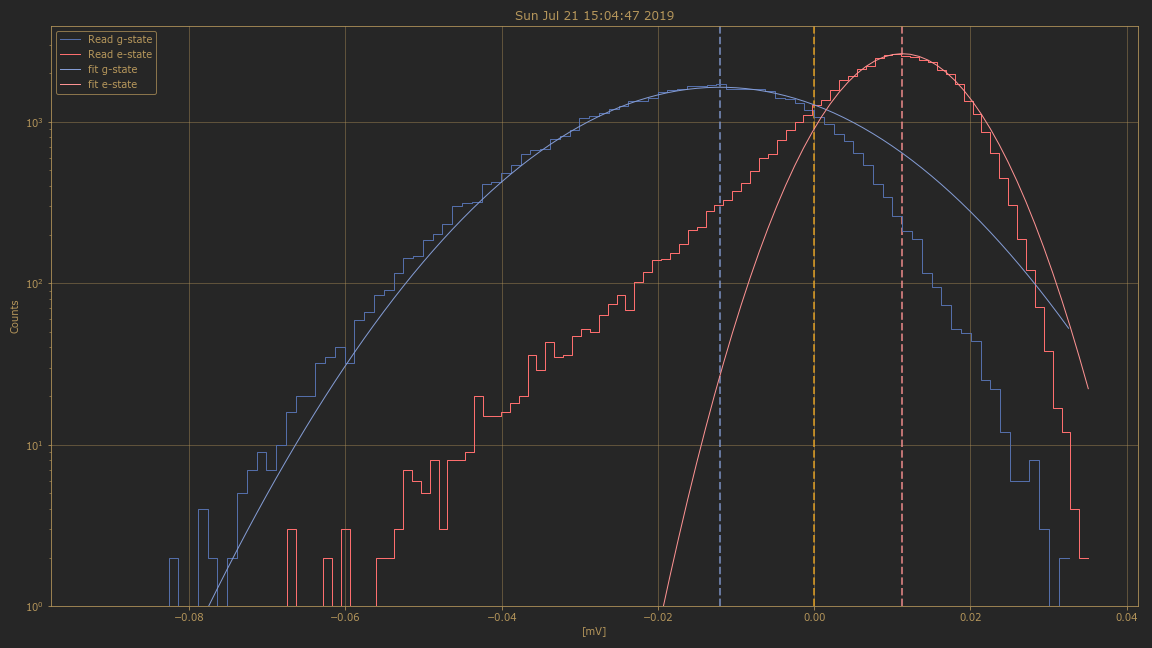 Sun Jul 21 15:04:47 2019
Read g-state
Read e-state
fit g-state
fit e-state
Counts
10³
10²
10¹
10⁰
−0.08 −0.06 −0.04 −0.02 0.00 0.02 0.04
[mV]